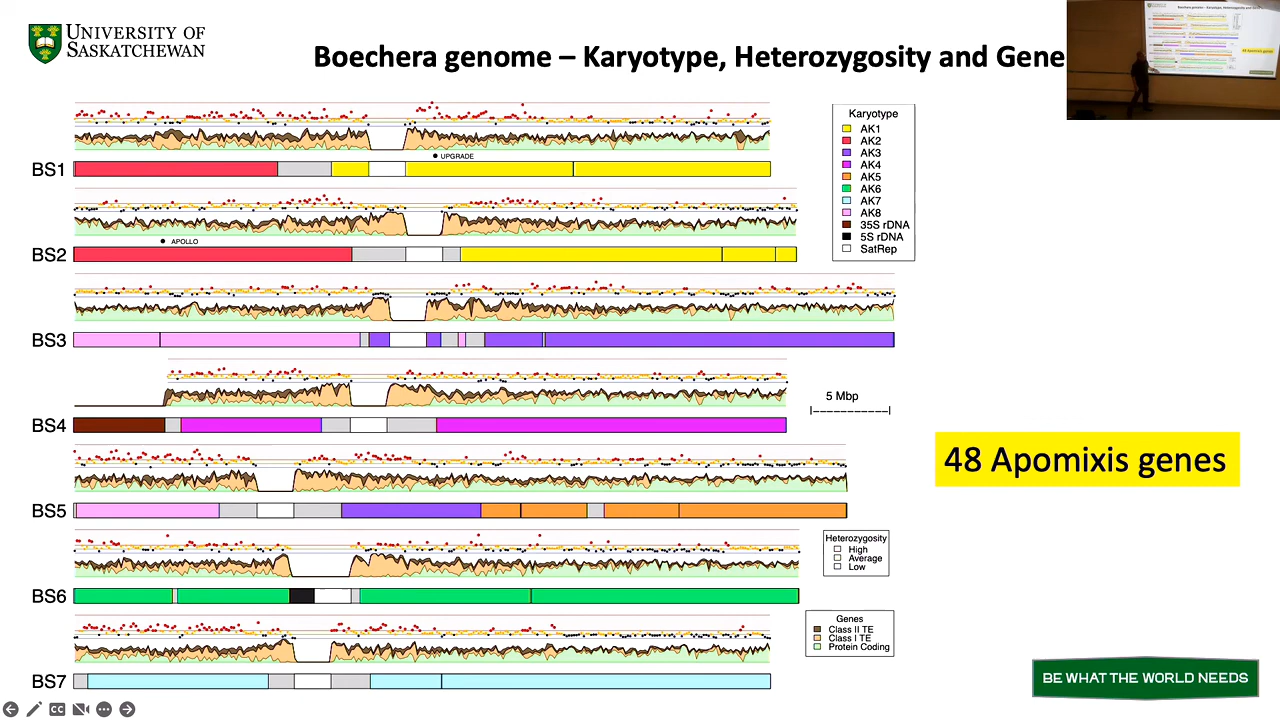 UNIVERSITY OF
SASKATCHEWAN
Boechera genome – Karyotype, Heterozygosity and Gene
Karyotype
AK1
AK2
AK3
AK4
AK5
AK6
AK7
AK8
35S rDNA
5S rDNA
SatRep
UPGRADE
BS1
APOLLO
BS2
BS3
5 Mbp
BS4
48 Apomixis genes
BS5
Heterozygosity
High
Average
Low
BS6
Genes
Class II TE
Class I TE
Protein Coding
BS7
BE WHAT THE WORLD NEEDS
CC